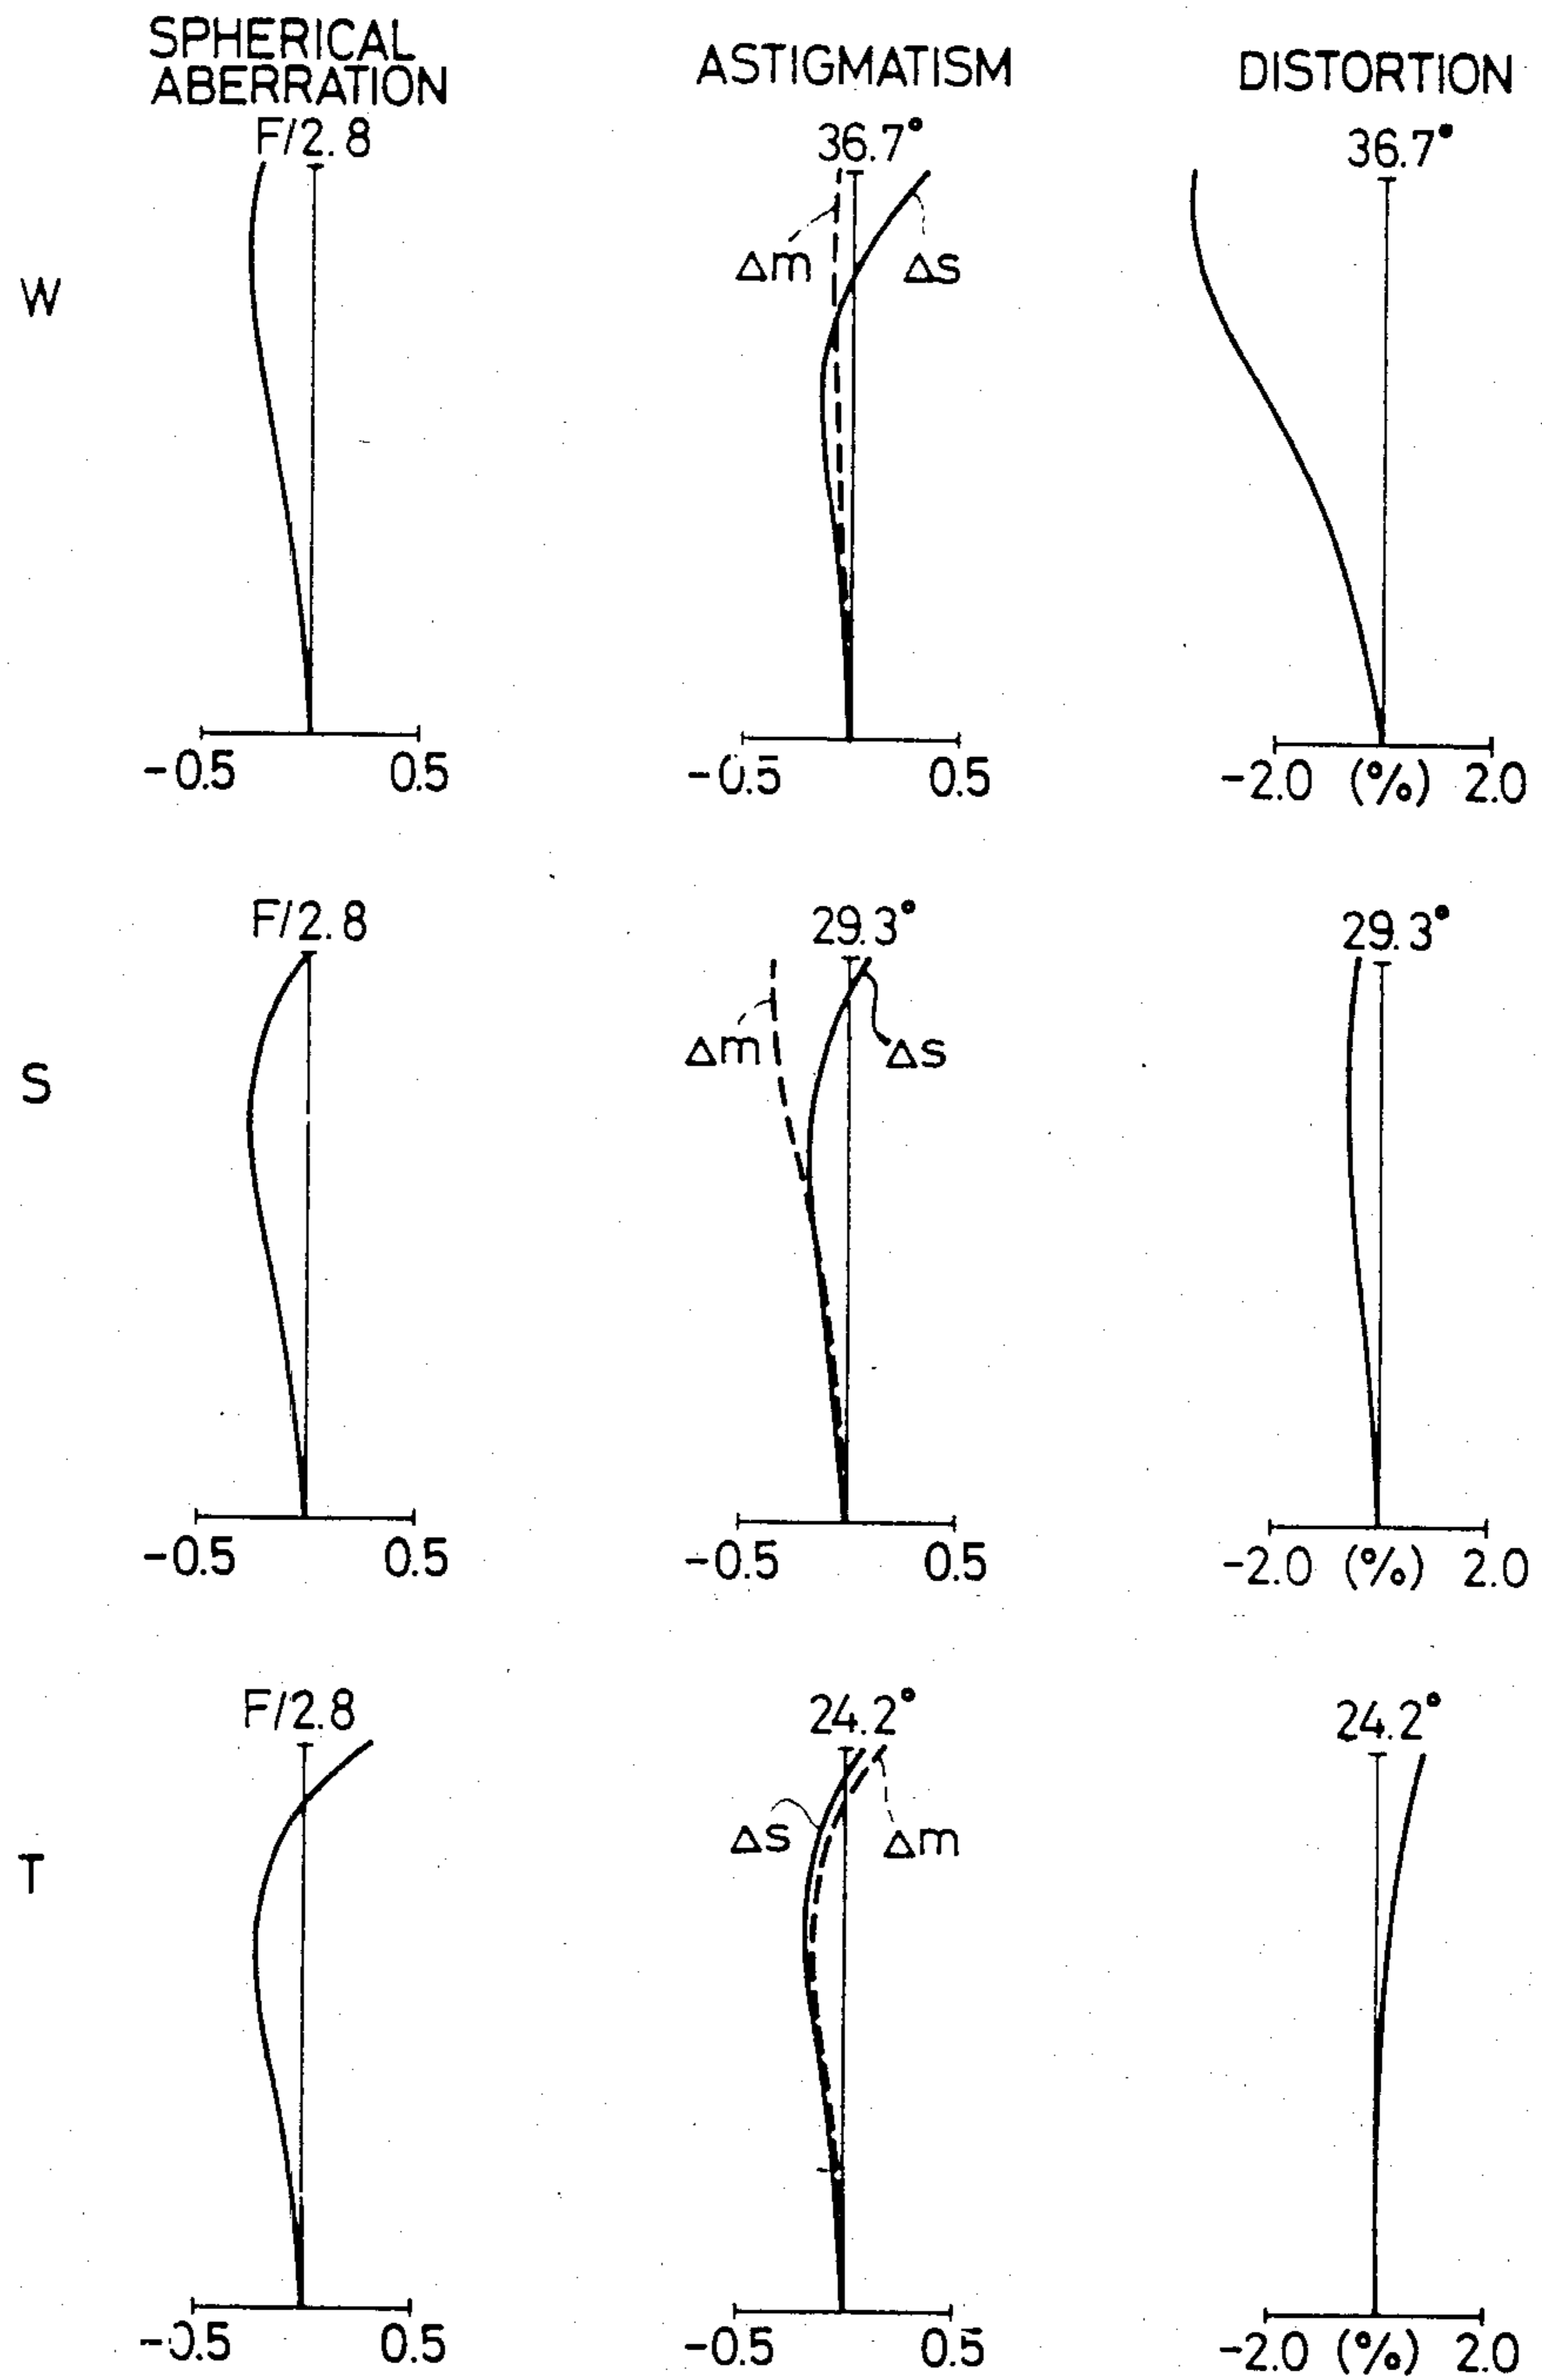 SPHERICAL
ABERRATION
ASTIGMATISM
DISTORTION
F/2.8
36.7°
36.7°
W
Δm
Δs
-0.5
0.5
-0.5
0.5
-2.0 (%) 2.0
F/2.8
29.3°
29.3°
S
Δm
Δs
-0.5
0.5
-0.5
0.5
-2.0 (%) 2.0
F/2.8
24.2°
24.2°
T
Δs
Δm
-0.5
0.5
-0.5
0.5
-2.0 (%) 2.0